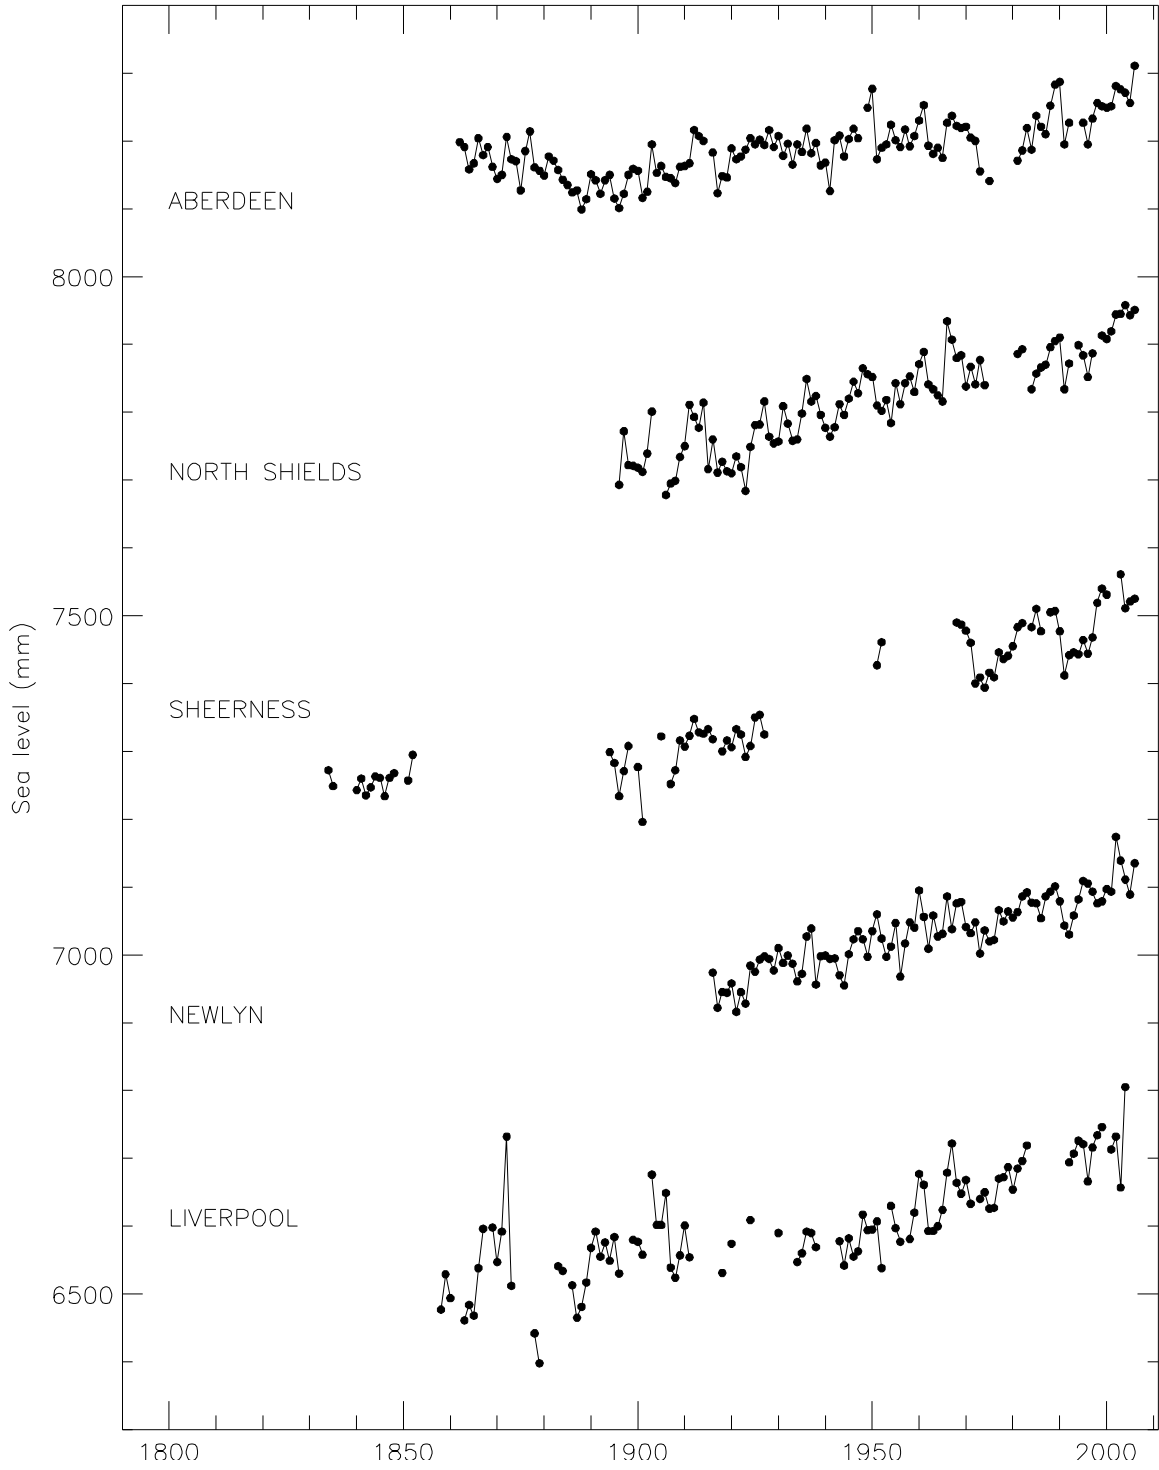 ABERDEEN
8000
NORTH SHIELDS
7500
Sea level (mm)
SHEERNESS
7000
NEWLYN
LIVERPOOL
6500
1800 1850 1900 1950 2000